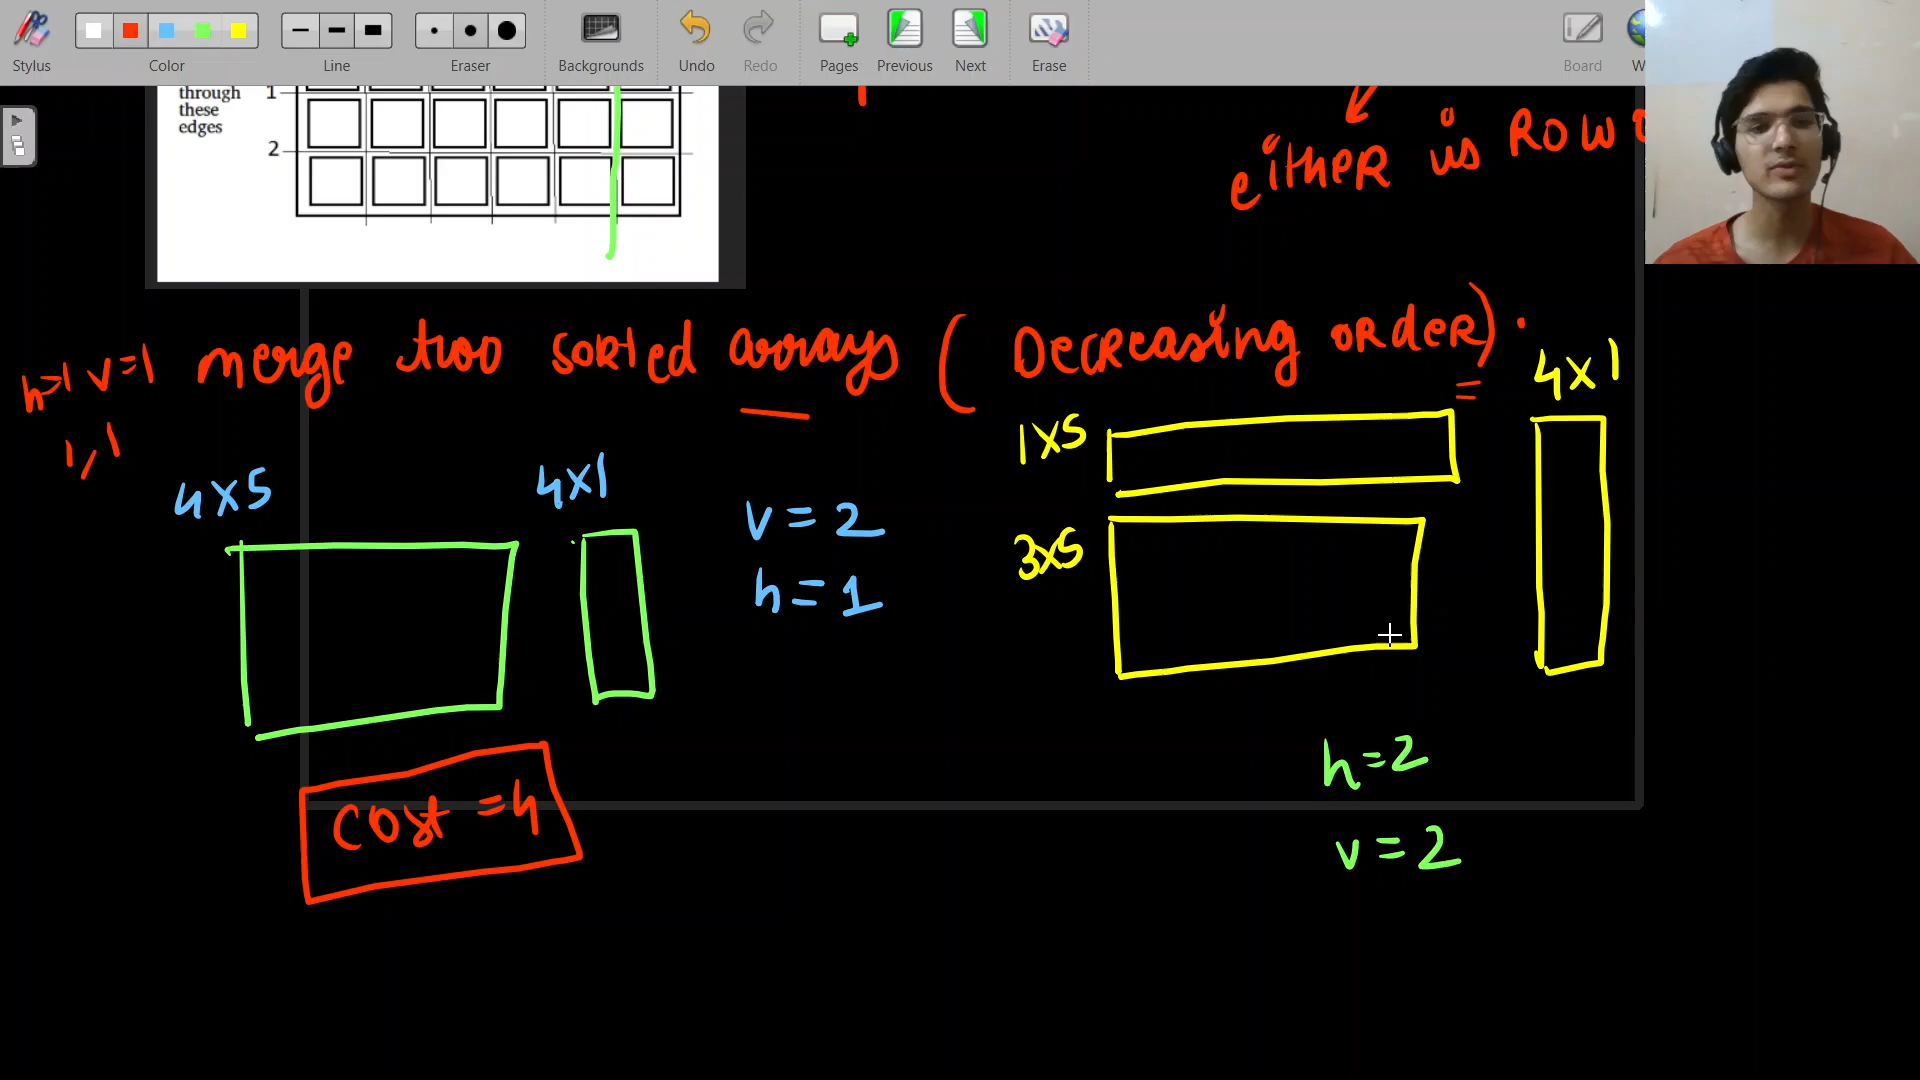 Stylus
Color
Line
Eraser
Backgrounds
Undo
Redo
Pages
Previous
Next
Erase
Board
W
through
these
edges
1
2
either is ROW
h=1 v=1
1,1
merge two sorted arrays (Decreasing order).
4x5
4x1
v=2
h=1
1x5
3x5
4x1
cost =4
h=2
v=2